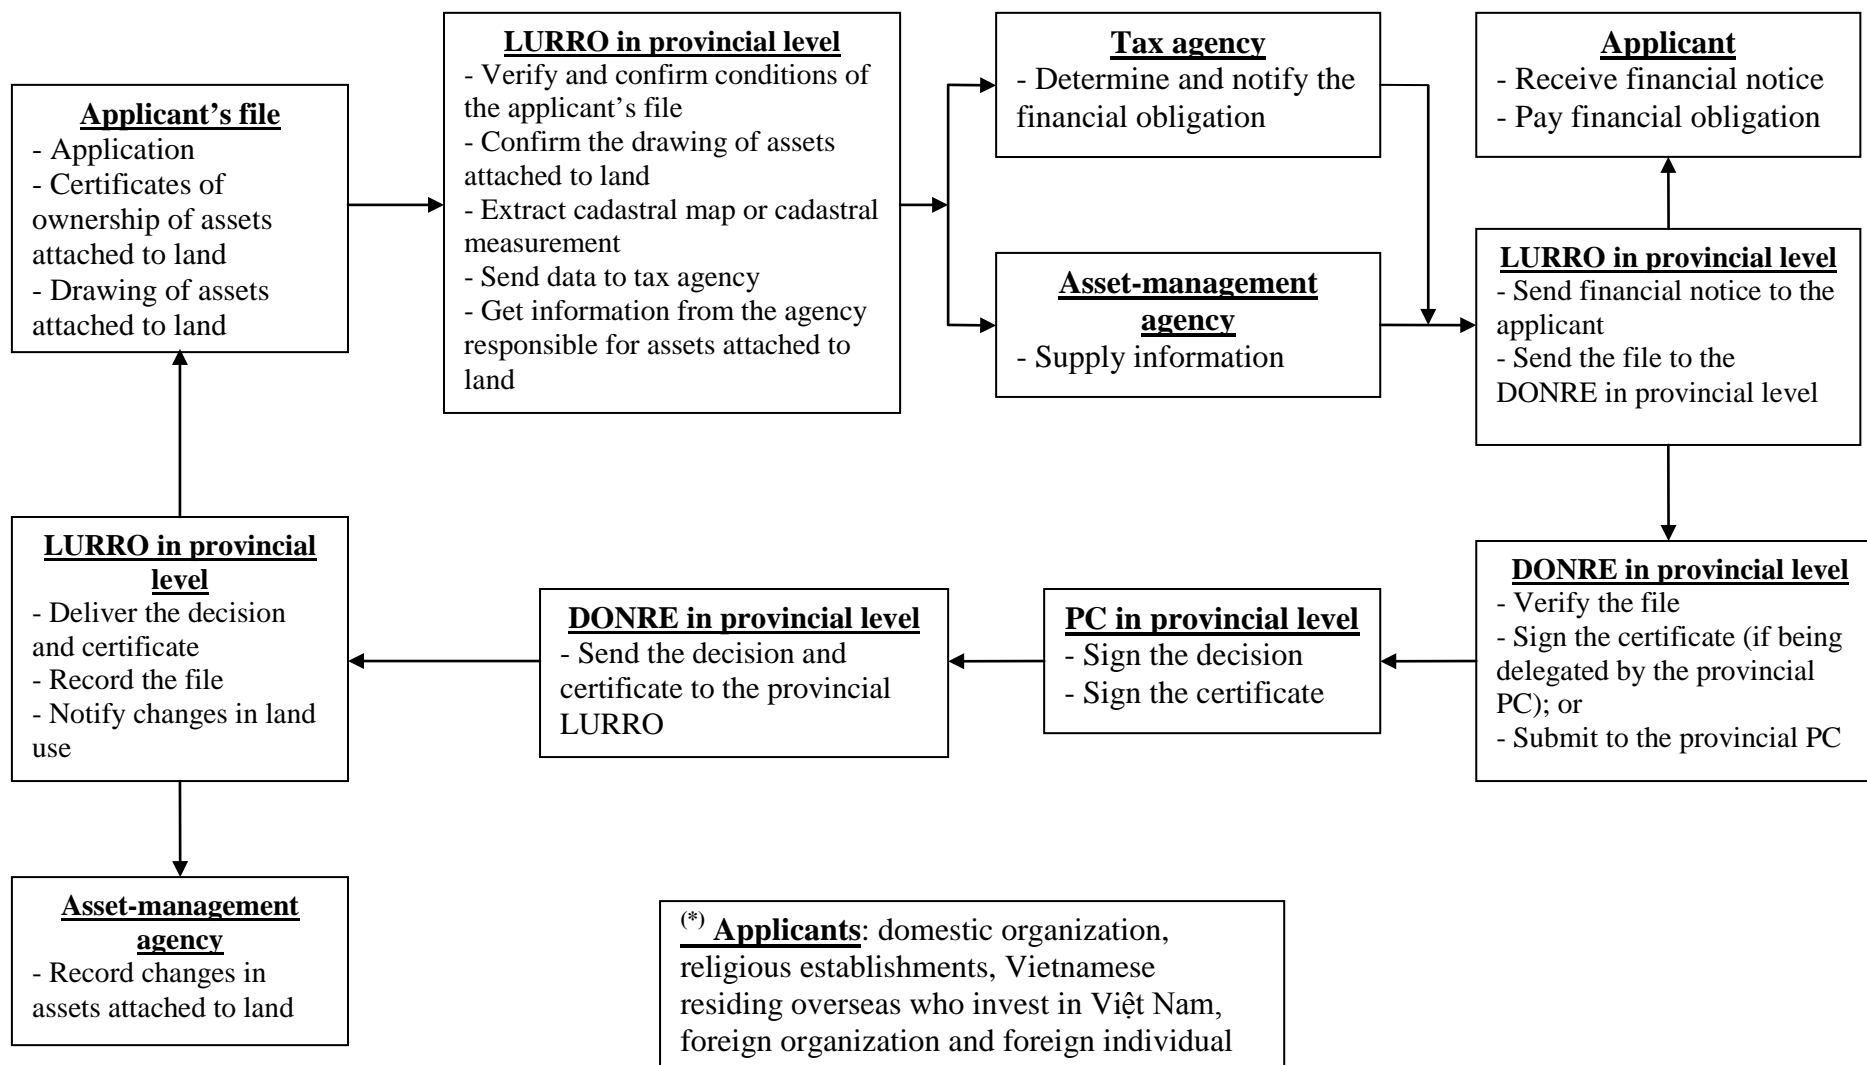 Applicant's file
- Application
- Certificates of
ownership of assets
attached to land
- Drawing of assets
attached to land
LURRO in provincial level
- Verify and confirm conditions of
the applicant's file
- Confirm the drawing of assets
attached to land
- Extract cadastral map or cadastral
measurement
- Send data to tax agency
- Get information from the agency
responsible for assets attached to
land
Tax agency
- Determine and notify the
financial obligation
Asset-management
agency
- Supply information
Applicant
- Receive financial notice
- Pay financial obligation
LURRO in provincial level
- Send financial notice to the
applicant
- Send the file to the
DONRE in provincial level
DONRE in provincial level
- Verify the file
- Sign the certificate (if being
delegated by the provincial
PC); or
- Submit to the provincial PC
PC in provincial level
- Sign the decision
- Sign the certificate
DONRE in provincial level
- Send the decision and
certificate to the provincial
LURRO
LURRO in provincial
level
- Deliver the decision
and certificate
- Record the file
- Notify changes in land
use
Asset-management
agency
- Record changes in
assets attached to land
(*) Applicants: domestic organization,
religious establishments, Vietnamese
residing overseas who invest in Việt Nam,
foreign organization and foreign individual